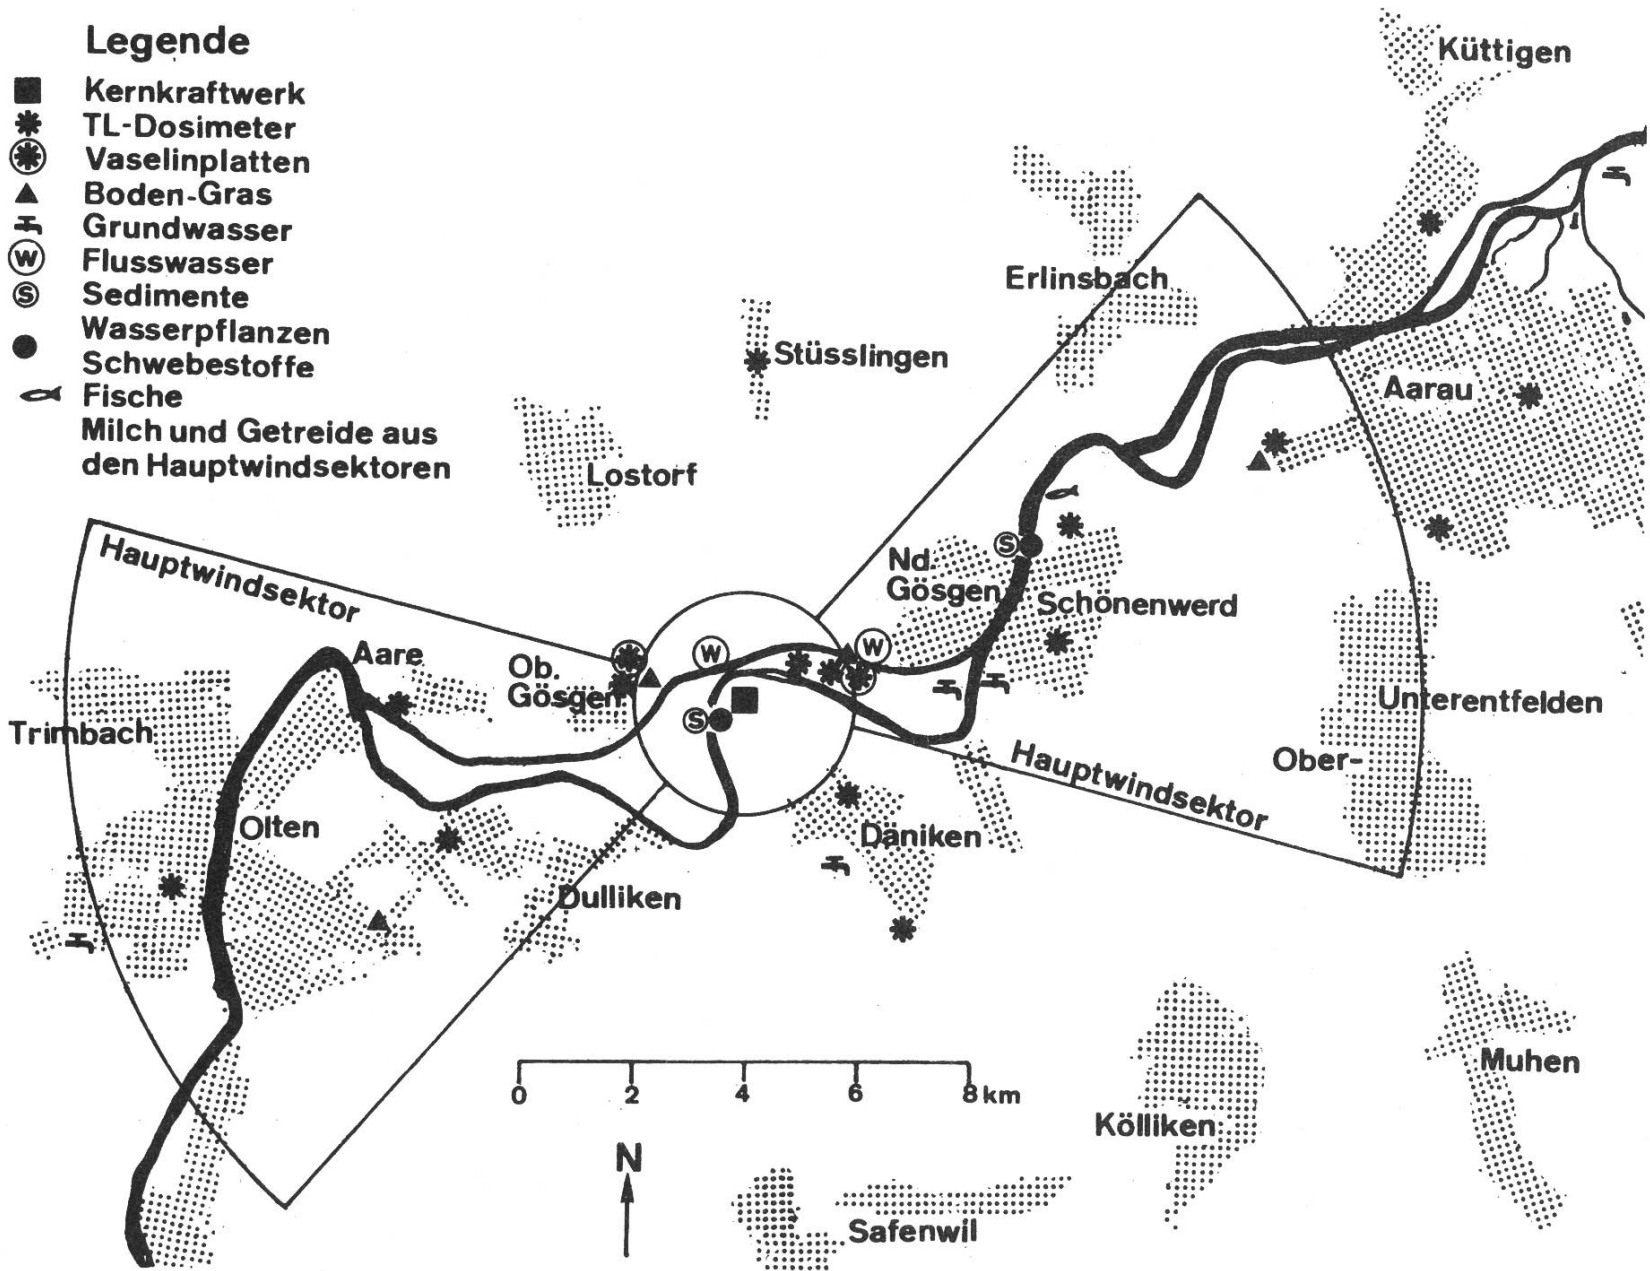 Legende
Kernkraftwerk
TL-Dosimeter
Vaselinplatten
Boden-Gras
Grundwasser
W Flusswasser
S Sedimente
Wasserpflanzen
Schwebestoffe
Fische
Milch und Getreide aus
den Hauptwindsektoren
Küttigen
Erlinsbach
Stüsslingen
Aarau
Lostorf
Hauptwindsektor
Nd.
Gösgen
S
Schönenwerd
Aare
Ob.
Gösgen
W
W
S
Trimbach
Unterentfelden
Ober-
Hauptwindsektor
Olten
Däniken
Dulliken
0 2 4 6 8 km
N
Muhen
Kölliken
Safenwil